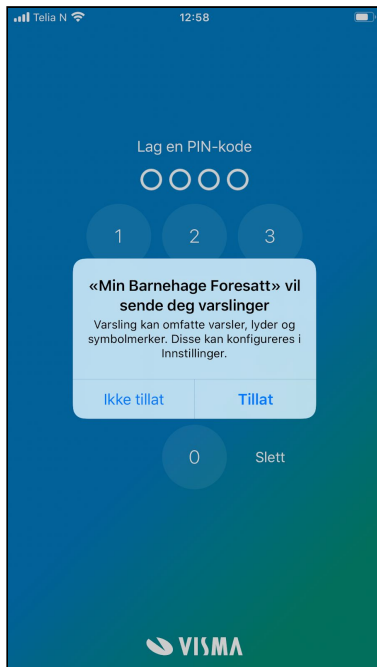 Telia N 12:58
Lag en PIN-kode
1 2 3
«Min Barnehage Foresatt» vil
sende deg varslinger
Varsling kan omfatte varsler, lyder og
symbolmerker. Disse kan konfigureres i
Innstillinger.
Ikke tillat Tillat
0 Slett
VISMA